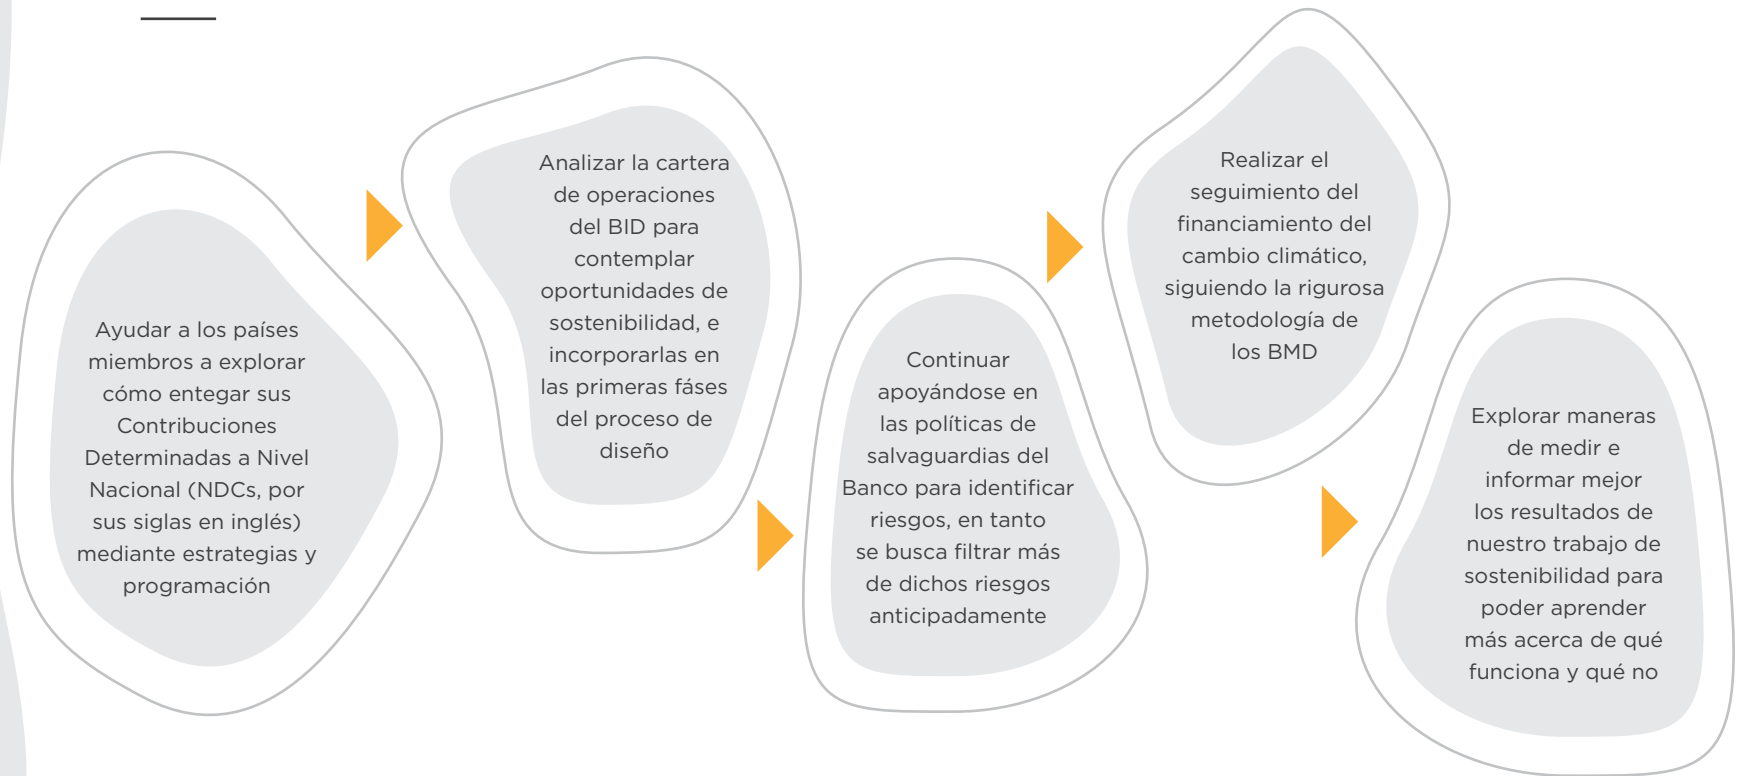 Ayudar a los países
miembros a explorar
cómo entegar sus
Contribuciones
Determinadas a Nivel
Nacional (NDCs, por
sus siglas en inglés)
mediante estrategias y
programación
Analizar la cartera
de operaciones
del BID para
contemplar
oportunidades de
sostenibilidad, e
incorporarlas en
las primeras fáses
del proceso de
diseño
Continuar
apoyándose en
las políticas de
salvaguardias del
Banco para identificar
riesgos, en tanto
se busca filtrar más
de dichos riesgos
anticipadamente
Realizar el
seguimiento del
financiamiento del
cambio climático,
siguiendo la rigurosa
metodología de
los BMD
Explorar maneras
de medir e
informar mejor
los resultados de
nuestro trabajo de
sostenibilidad para
poder aprender
más acerca de qué
funciona y qué no